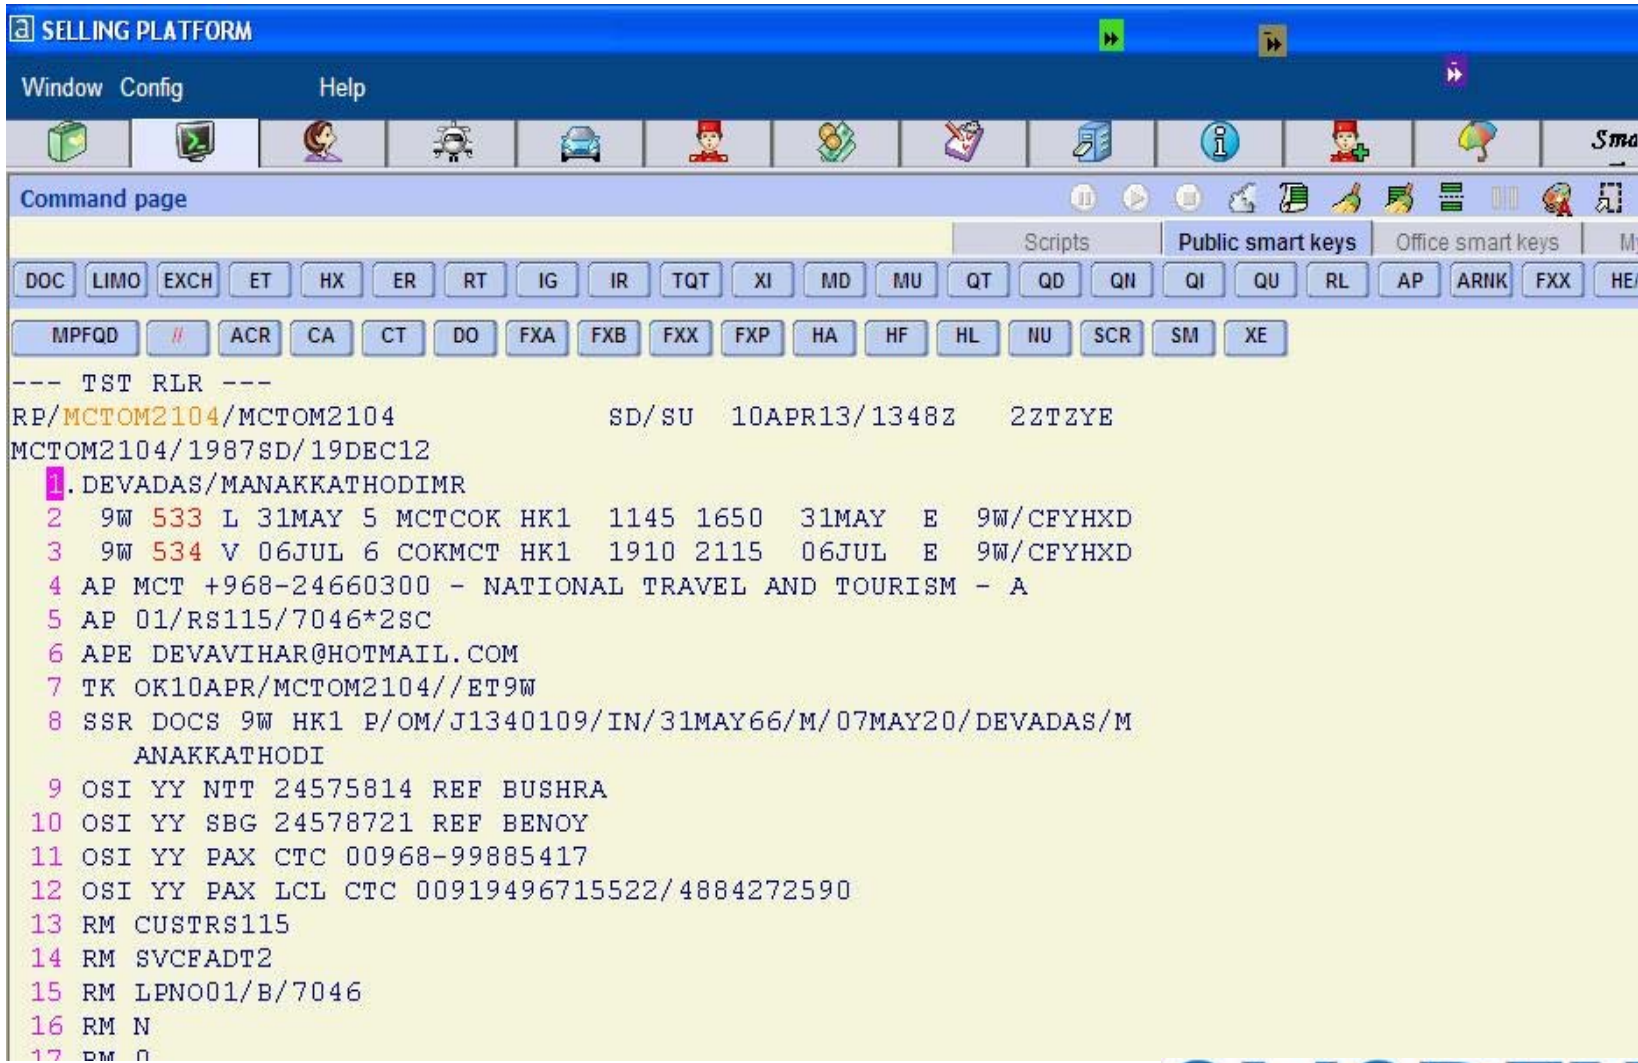 a SELLING PLATFORM
Window Config Help
Command page
Scripts Public smart keys Office smart keys
DOC LIMO EXCH ET HX ER RT IG IR TQT XI MD MU QT QD QN QI QU RL AP ARNK FXX
MPFQD // ACR CA CT DO FXA FXB FXX FXP HA HF HL NU SCR SM XE
--- TST RLR ---
RP/MCTOM2104/MCTOM2104 SD/SU 10APR13/1348Z 2ZTZYE
MCTOM2104/1987SD/19DEC12
1.DEVADAS/MANAKKATHODIMR
2 9W 533 L 31MAY 5 MCTCOK HK1 1145 1650 31MAY E 9W/CFYHXD
3 9W 534 V 06JUL 6 COKMCT HK1 1910 2115 06JUL E 9W/CFYHXD
4 AP MCT +968-24660300 - NATIONAL TRAVEL AND TOURISM - A
5 AP 01/RS115/7046*2SC
6 APE DEVAVIHAR@HOTMAIL.COM
7 TK OK10APR/MCTOM2104//ET9W
8 SSR DOCS 9W HK1 P/OM/J1340109/IN/31MAY66/M/07MAY20/DEVADAS/M
ANAKKATHODI
9 OSI YY NTT 24575814 REF BUSHRA
10 OSI YY SBG 24578721 REF BENOY
11 OSI YY PAX CTC 00968-99885417
12 OSI YY PAX LCL CTC 00919496715522/4884272590
13 RM CUSTRS115
14 RM SVCFADT2
15 RM LPNO01/B/7046
16 RM N
17 RM